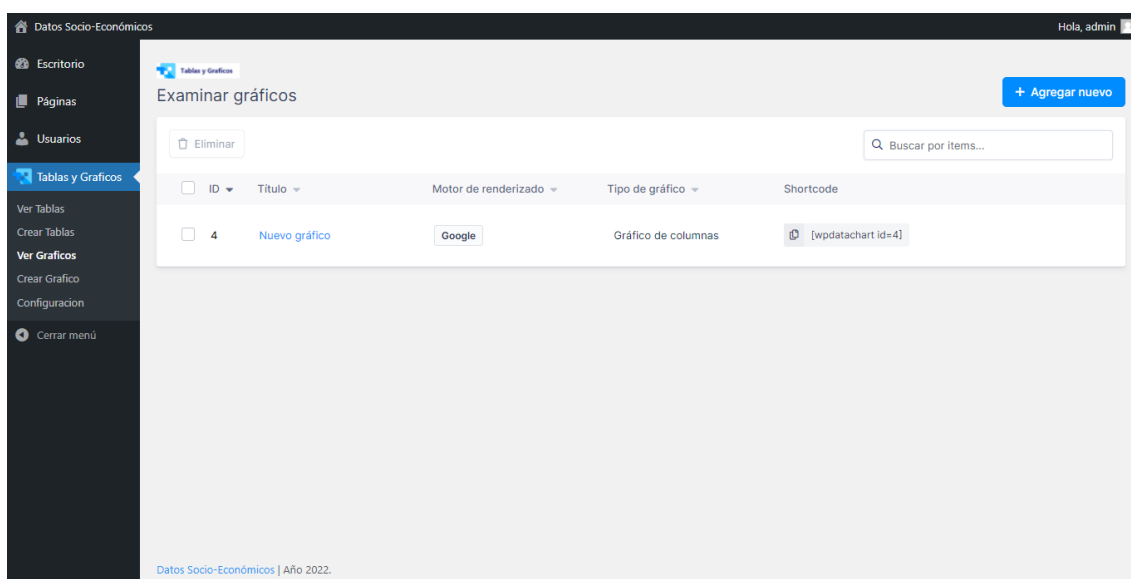 Datos Socio-Económicos
Hola, admin
Escritorio
Páginas
Usuarios
Tablas y Graficos
Ver Tablas
Crear Tablas
Ver Graficos
Crear Grafico
Configuracion
Cerrar menú
Tablas y Graficos
Examinar gráficos
+ Agregar nuevo
Eliminar
Buscar por items...
ID Título Motor de renderizado Tipo de gráfico Shortcode
4 Nuevo gráfico Google Gráfico de columnas [wpdatachart id=4]
Datos Socio-Económicos | Año 2022.